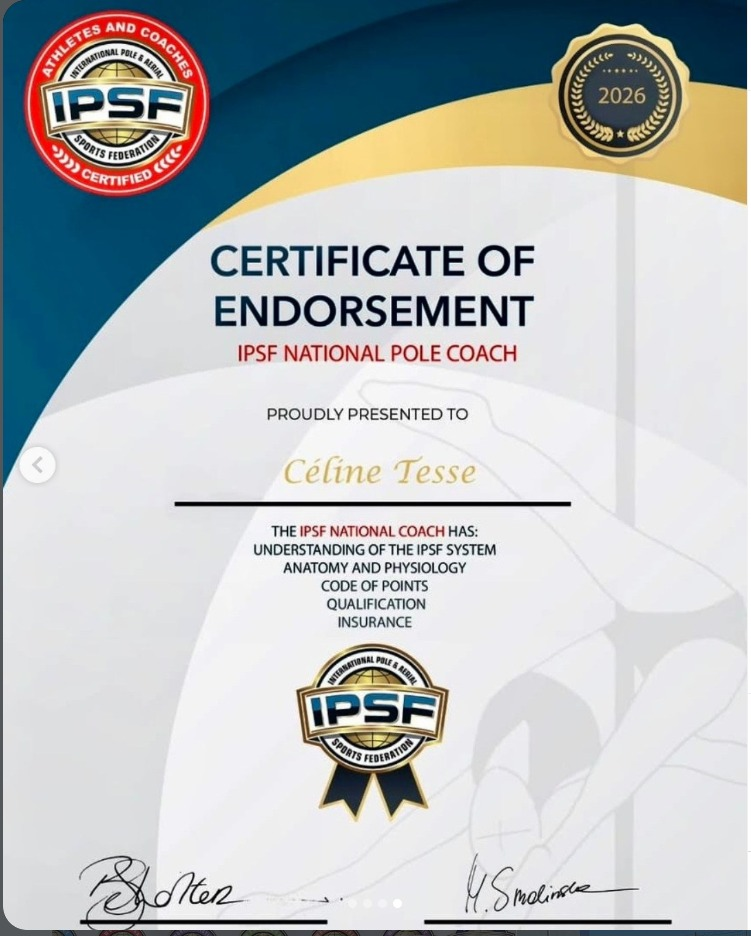 ATHLETES AND COACHES
INTERNATIONAL POLE & AERIAL
IPSF
SPORTS FEDERATION
CERTIFIED
2026
CERTIFICATE OF
ENDORSEMENT
IPSF NATIONAL POLE COACH
PROUDLY PRESENTED TO
Céline Tesse
THE IPSF NATIONAL COACH HAS:
UNDERSTANDING OF THE IPSF SYSTEM
ANATOMY AND PHYSIOLOGY
CODE OF POINTS
QUALIFICATION
INSURANCE
INTERNATIONAL POLE & AERIAL
IPSF
SPORTS FEDERATION